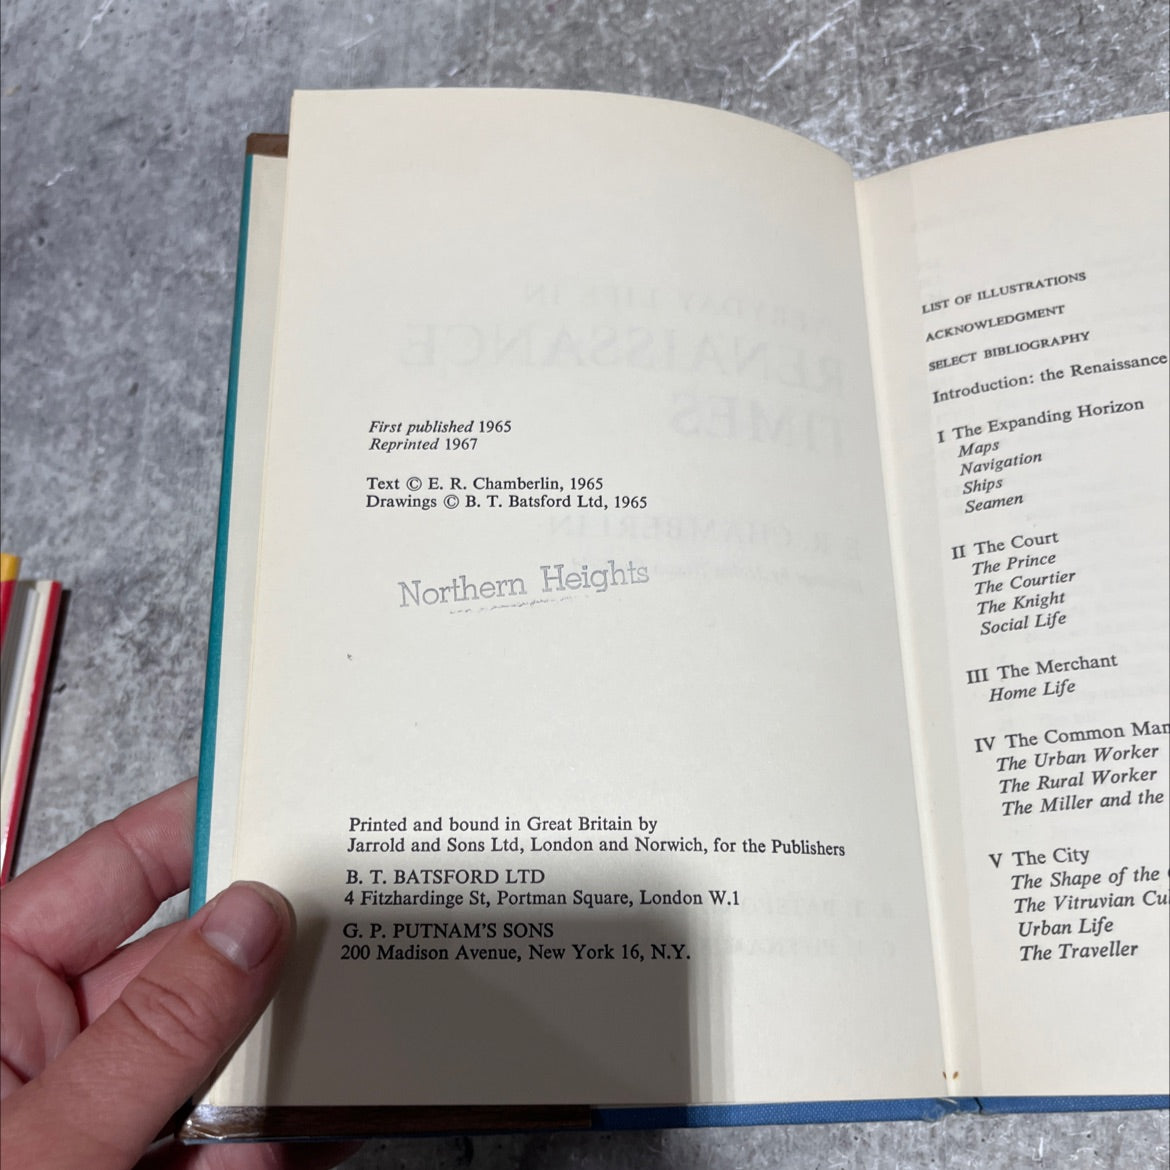 First published 1965
Reprinted 1967
Text © E. R. Chamberlin, 1965
Drawings © B. T. Batsford Ltd, 1965
Northern Heights
Printed and bound in Great Britain by
Jarrold and Sons Ltd, London and Norwich, for the Publishers
B. T. BATSFORD LTD
4 Fitzhardinge St, Portman Square, London W.1
G. P. PUTNAM'S SONS
200 Madison Avenue, New York 16, N.Y.
LIST OF ILLUSTRATIONS
ACKNOWLEDGMENT
SELECT BIBLIOGRAPHY
Introduction: the Renaissance
I The Expanding Horizon
Maps
Navigation
Ships
Seamen
II The Court
The Prince
The Courtier
The Knight
Social Life
III The Merchant
Home Life
IV The Common Man
The Urban Worker
The Rural Worker
The Miller and the
V The City
The Shape of the
The Vitruvian
Urban Life
The Traveller